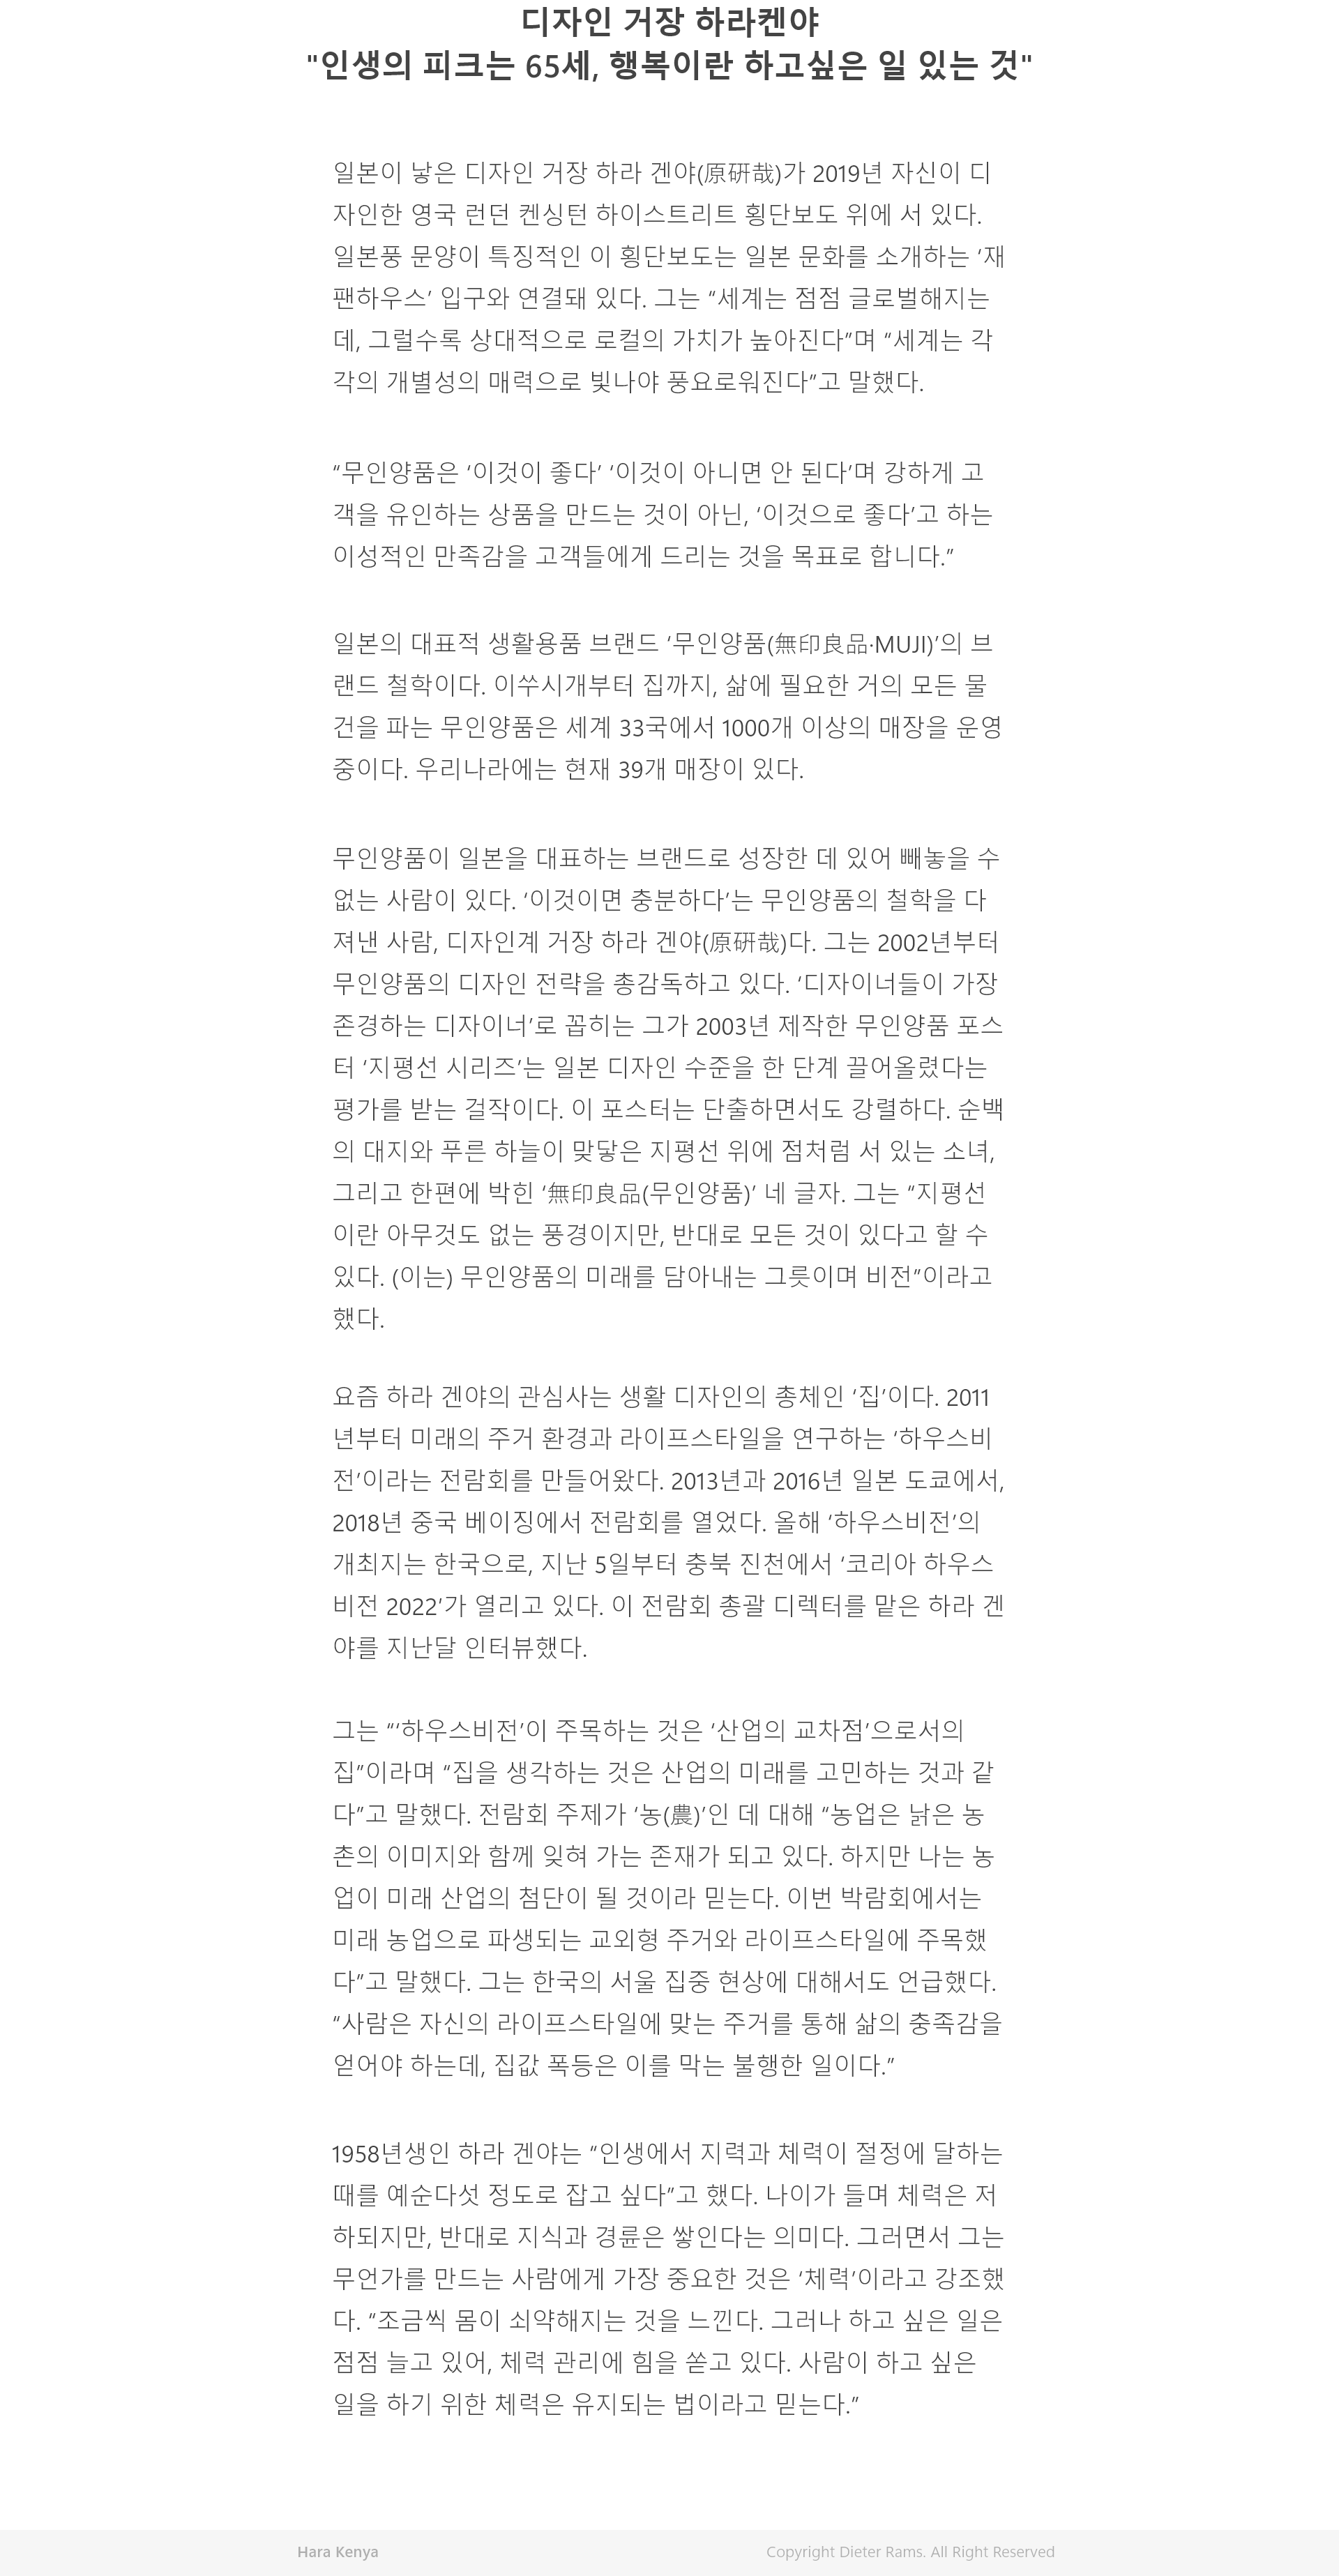 디자인 거장 하라켄야
"인생의 피크는 65세, 행복이란 하고싶은 일 있는 것"
일본이 낳은 디자인 거장 하라 겐야(原硏哉)가 2019년 자신이 디
자인한 영국 런던 켄싱턴 하이스트리트 횡단보도 위에 서 있다.
일본풍 문양이 특징적인 이 횡단보도는 일본 문화를 소개하는 ‘재
팬하우스’ 입구와 연결돼 있다. 그는 “세계는 점점 글로벌해지는
데, 그럴수록 상대적으로 로컬의 가치가 높아진다”며 “세계는 각
각의 개별성의 매력으로 빛나야 풍요로워진다”고 말했다.
“무인양품은 ‘이것이 좋다’ ‘이것이 아니면 안 된다’며 강하게 고
객을 유인하는 상품을 만드는 것이 아닌, ‘이것으로 좋다’고 하는
이성적인 만족감을 고객들에게 드리는 것을 목표로 합니다.”
일본의 대표적 생활용품 브랜드 ‘무인양품(無印良品·MUJI)’의 브
랜드 철학이다. 이쑤시개부터 집까지, 삶에 필요한 거의 모든 물
건을 파는 무인양품은 세계 33국에서 1000개 이상의 매장을 운영
중이다. 우리나라에는 현재 39개 매장이 있다.
무인양품이 일본을 대표하는 브랜드로 성장한 데 있어 빼놓을 수
없는 사람이 있다. ‘이것이면 충분하다’는 무인양품의 철학을 다
져낸 사람, 디자인계 거장 하라 겐야(原硏哉)다. 그는 2002년부터
무인양품의 디자인 전략을 총감독하고 있다. ‘디자이너들이 가장
존경하는 디자이너’로 꼽히는 그가 2003년 제작한 무인양품 포스
터 ‘지평선 시리즈’는 일본 디자인 수준을 한 단계 끌어올렸다는
평가를 받는 걸작이다. 이 포스터는 단출하면서도 강렬하다. 순백
의 대지와 푸른 하늘이 맞닿은 지평선 위에 점처럼 서 있는 소녀,
그리고 한편에 박힌 ‘無印良品(무인양품)’ 네 글자. 그는 “지평선
이란 아무것도 없는 풍경이지만, 반대로 모든 것이 있다고 할 수
있다. (이는) 무인양품의 미래를 담아내는 그릇이며 비전”이라고
했다.
요즘 하라 겐야의 관심사는 생활 디자인의 총체인 ‘집’이다. 2011
년부터 미래의 주거 환경과 라이프스타일을 연구하는 ‘하우스비
전’이라는 전람회를 만들어왔다. 2013년과 2016년 일본 도쿄에서,
2018년 중국 베이징에서 전람회를 열었다. 올해 ‘하우스비전’의
개최지는 한국으로, 지난 5일부터 충북 진천에서 ‘코리아 하우스
비전 2022’가 열리고 있다. 이 전람회 총괄 디렉터를 맡은 하라 겐
야를 지난달 인터뷰했다.
그는 “‘하우스비전’이 주목하는 것은 ‘산업의 교차점’으로서의
집”이라며 “집을 생각하는 것은 산업의 미래를 고민하는 것과 같
다”고 말했다. 전람회 주제가 ‘농(農)’인 데 대해 “농업은 낡은 농
촌의 이미지와 함께 잊혀 가는 존재가 되고 있다. 하지만 나는 농
업이 미래 산업의 첨단이 될 것이라 믿는다. 이번 박람회에서는
미래 농업으로 파생되는 교외형 주거와 라이프스타일에 주목했
다”고 말했다. 그는 한국의 서울 집중 현상에 대해서도 언급했다.
“사람은 자신의 라이프스타일에 맞는 주거를 통해 삶의 충족감을
얻어야 하는데, 집값 폭등은 이를 막는 불행한 일이다.”
1958년생인 하라 겐야는 “인생에서 지력과 체력이 절정에 달하는
때를 예순다섯 정도로 잡고 싶다”고 했다. 나이가 들며 체력은 저
하되지만, 반대로 지식과 경륜은 쌓인다는 의미다. 그러면서 그는
무언가를 만드는 사람에게 가장 중요한 것은 ‘체력’이라고 강조했
다. “조금씩 몸이 쇠약해지는 것을 느낀다. 그러나 하고 싶은 일은
점점 늘고 있어, 체력 관리에 힘을 쏟고 있다. 사람이 하고 싶은
일을 하기 위한 체력은 유지되는 법이라고 믿는다.”
Hara Kenya
Copyright Dieter Rams. All Right Reserved